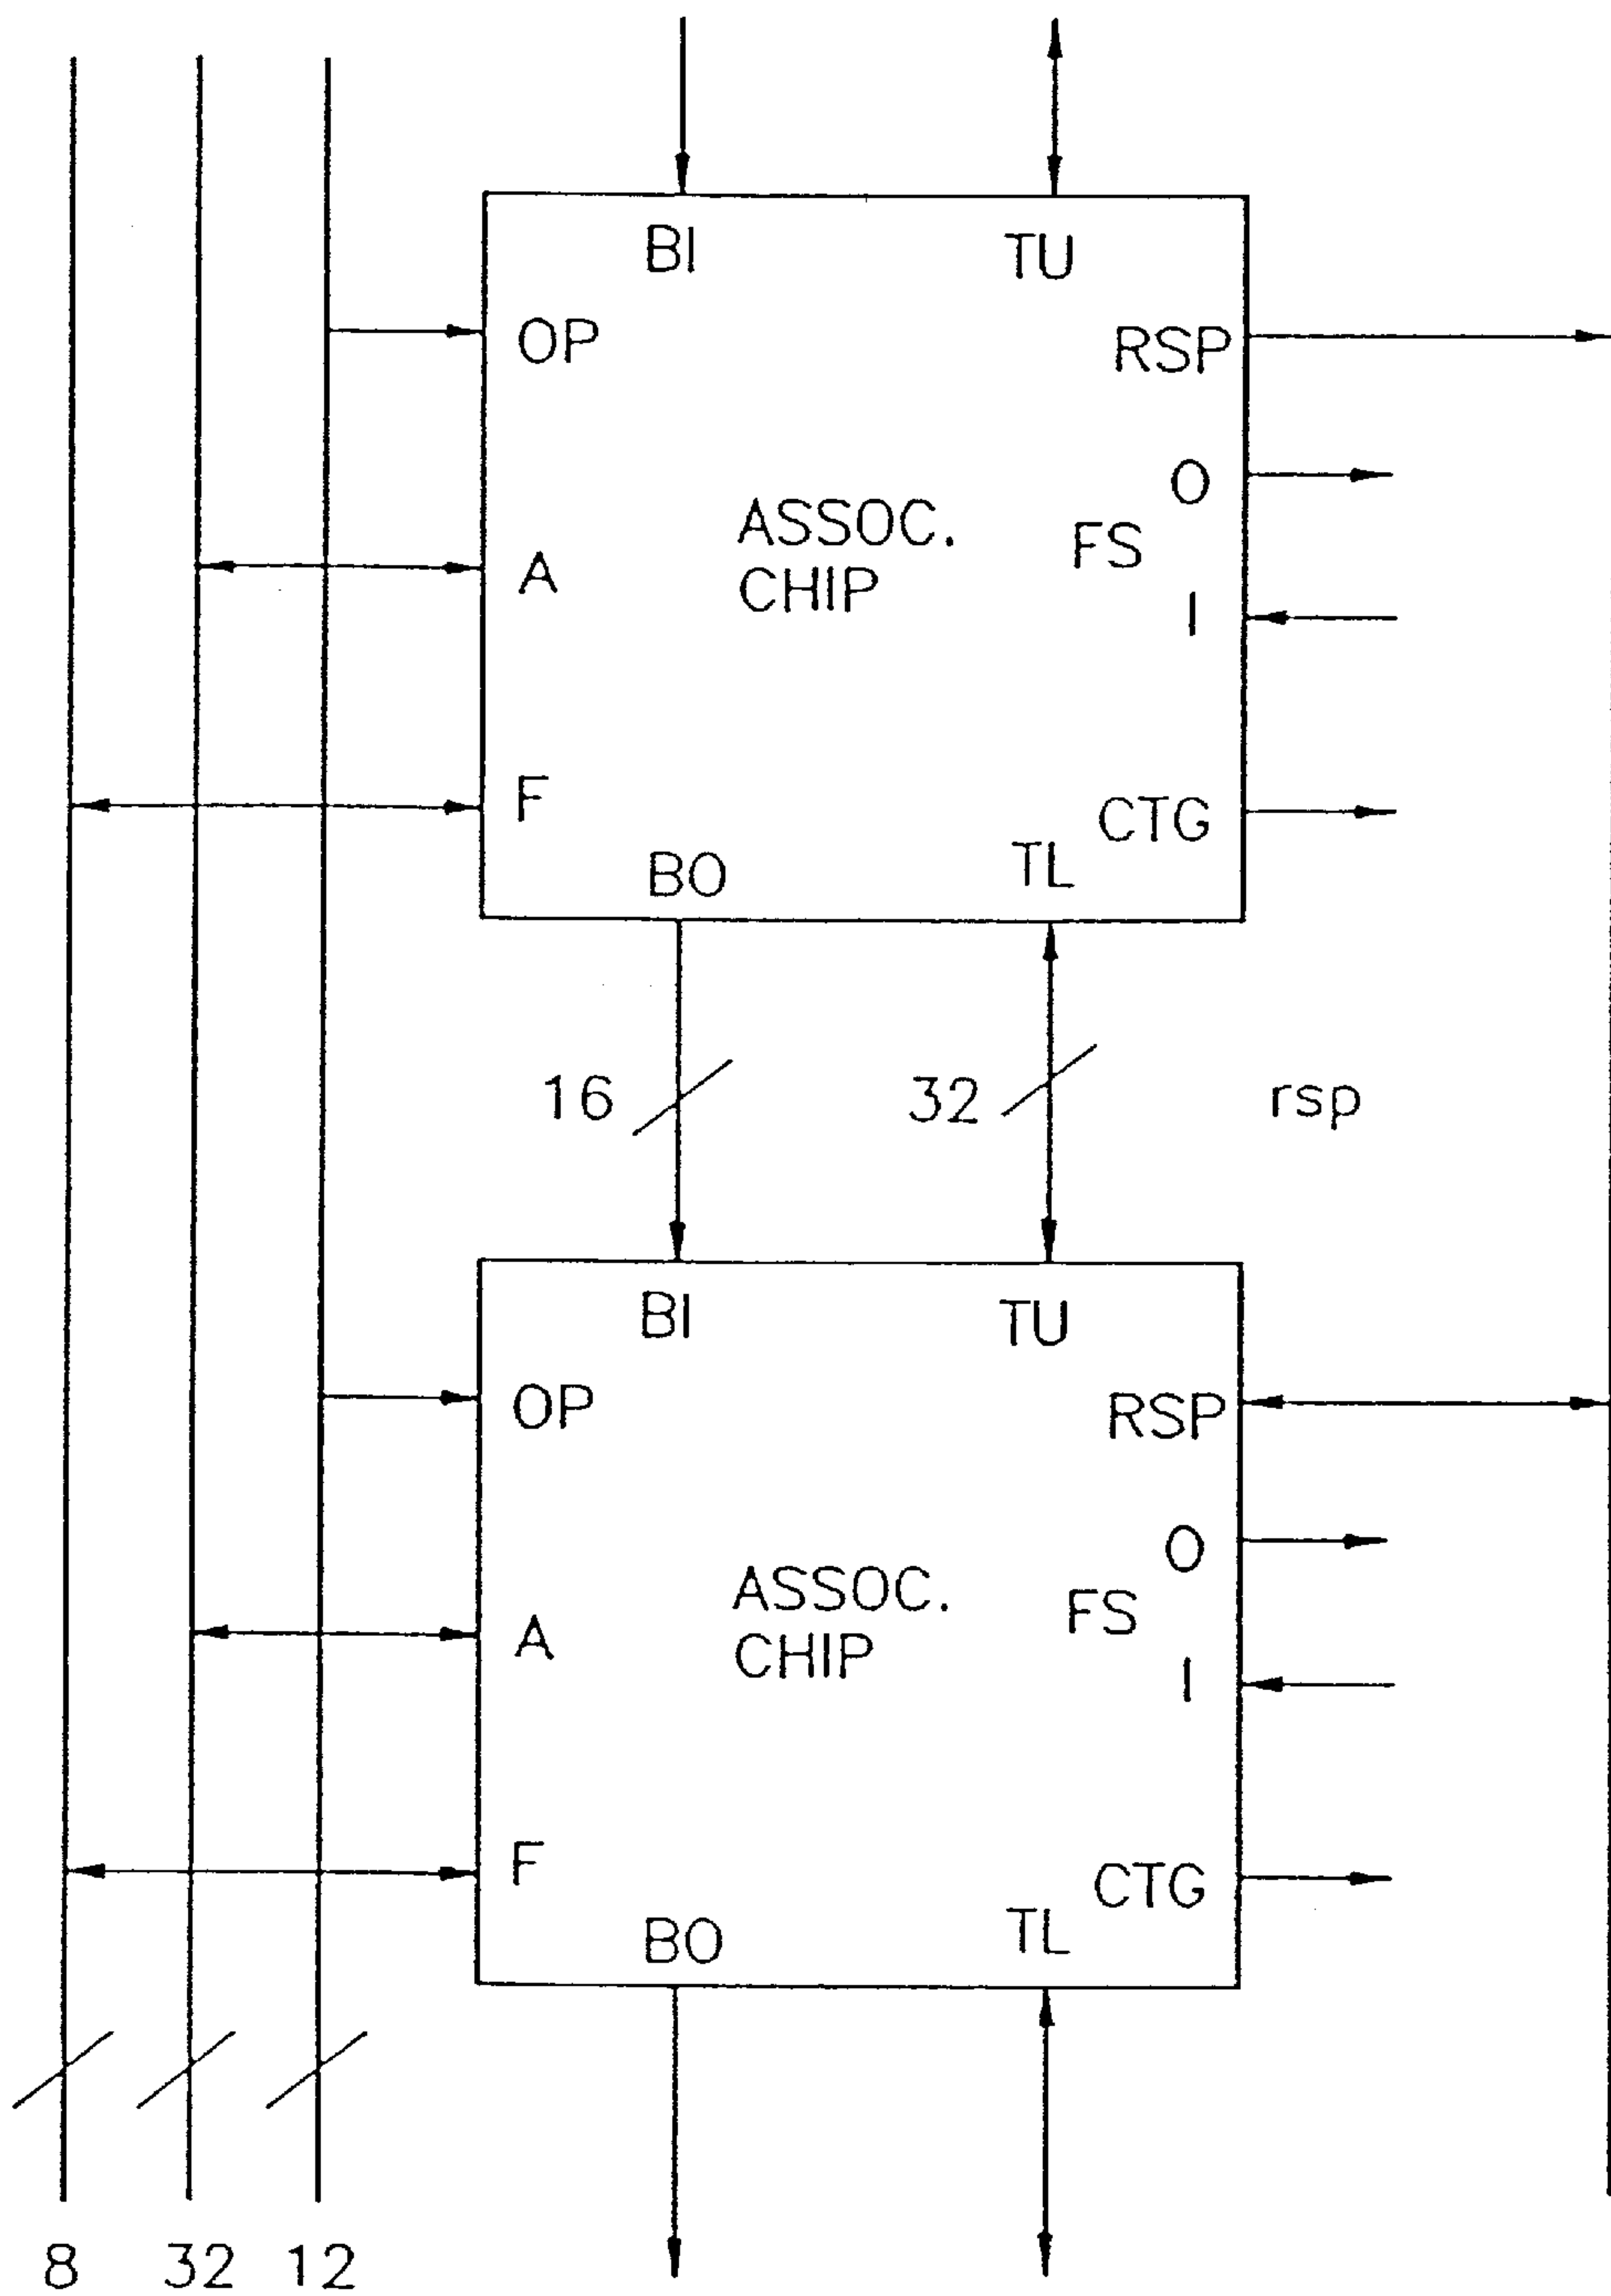 BI TU
OP RSP
O
ASSOC.
CHIP
FS
A
I
F CTG
BO TL
16 32 rsp
BI TU
OP RSP
O
ASSOC.
CHIP
FS
A
I
F CTG
BO TL
8 32 12